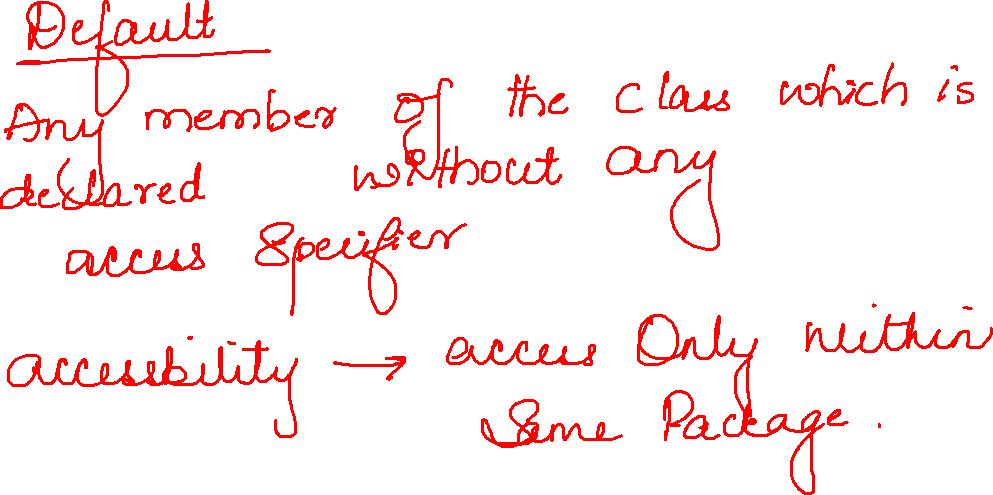 Default
Any member of the class which is
declared without any
access Specifier
accessibility → access Only within
Same Package.